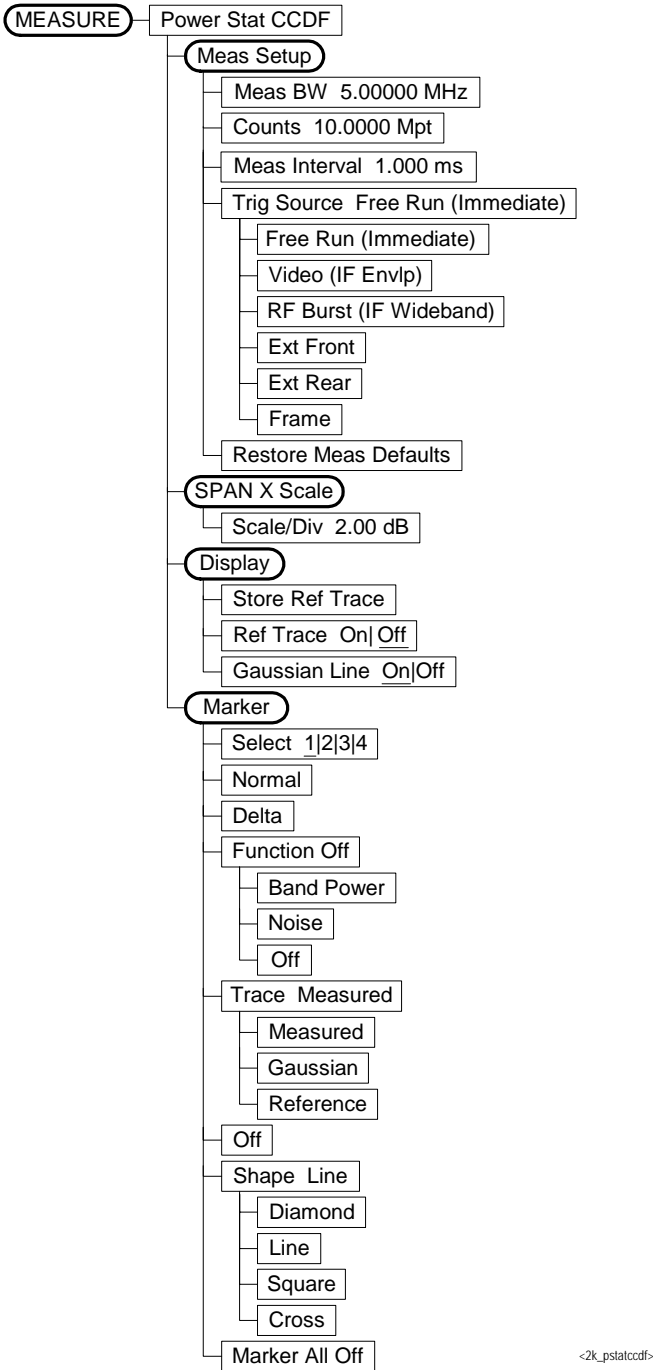 MEASURE Power Stat CCDF
Meas Setup
Meas BW 5.00000 MHz
Counts 10.0000 Mpt
Meas Interval 1.000 ms
Trig Source Free Run (Immediate)
Free Run (Immediate)
Video (IF Envlp)
RF Burst (IF Wideband)
Ext Front
Ext Rear
Frame
Restore Meas Defaults
SPAN X Scale
Scale/Div 2.00 dB
Display
Store Ref Trace
Ref Trace On|Off
Gaussian Line On|Off
Marker
Select 1|2|3|4
Normal
Delta
Function Off
Band Power
Noise
Off
Trace Measured
Measured
Gaussian
Reference
Off
Shape Line
Diamond
Line
Square
Cross
Marker All Off
<2k_pstatccdf>